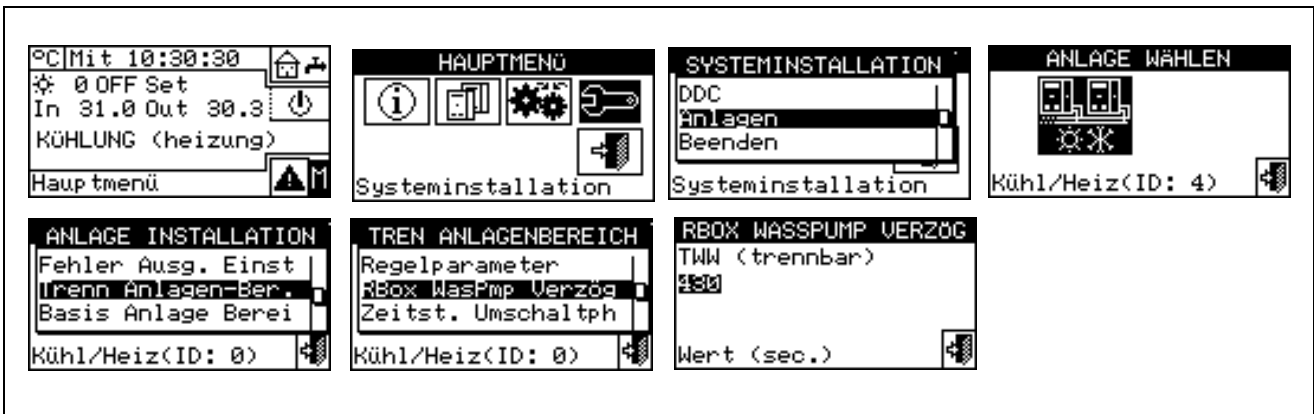 °C Mit 10:30:30
0 OFF Set
In 31.0 Out 30.3
KÜHLUNG (heizung)
Haup tmenü
M
HAUPTMENÜ
Systeminstallation
SYSTEMINSTALLATION
DDC
Anlagen
Beenden
Systeminstallation
ANLAGE WÄHLEN
Kühl/Heiz(ID: 4)
ANLAGE INSTALLATION
Fehler Ausg. Einst
Trenn Anlagen-Ber.
Basis Anlage Berei
Kühl/Heiz(ID: 0)
TREN ANLAGENBEREICH
Regelparameter
RBox WasPmp Verzög
Zeitst. Umschaltph
Kühl/Heiz(ID: 0)
RBOX WASSPUMP VERZÖG
TWW (trennbar)
480
Wert (sec.)